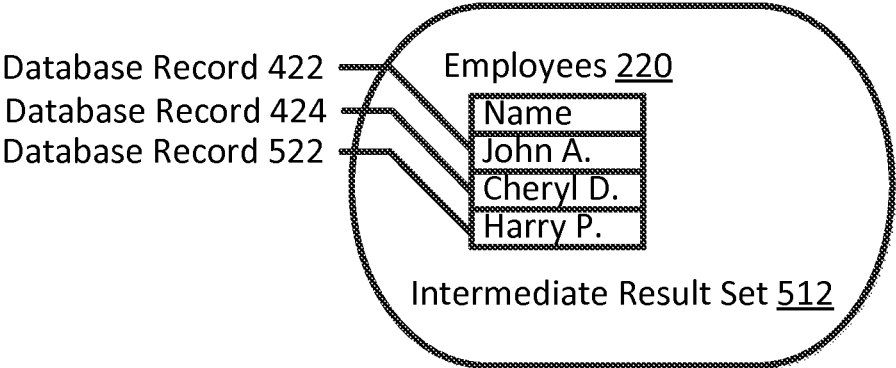 Database Record 422
Database Record 424
Database Record 522
Employees 220
Name
John A.
Cheryl D.
Harry P.
Intermediate Result Set 512